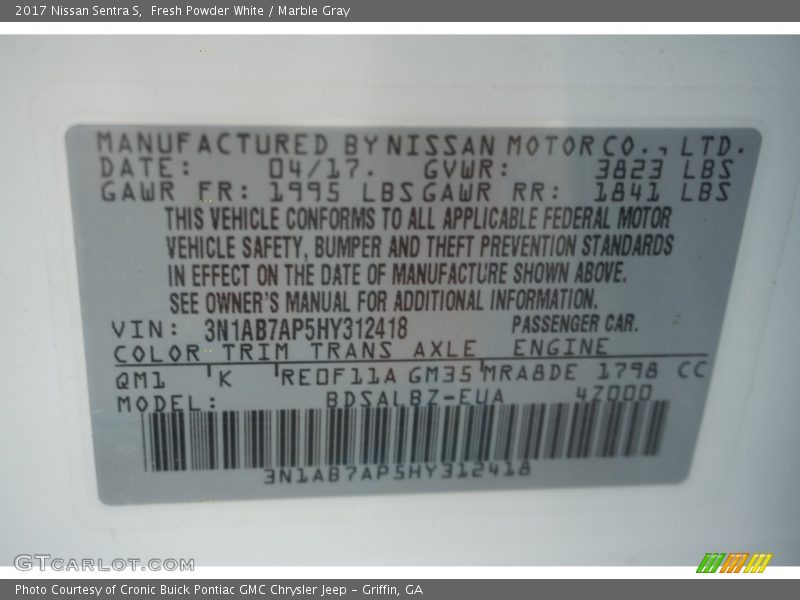 2017 Nissan Sentra S,  Fresh Powder White / Marble Gray
MANUFACTURED BY NISSAN MOTOR CO., LTD.
DATE: 04/17. GVWR: 3823 LBS
GAWR FR: 1995 LBS GAWR RR: 1841 LBS
THIS VEHICLE CONFORMS TO ALL APPLICABLE FEDERAL MOTOR
VEHICLE SAFETY, BUMPER AND THEFT PREVENTION STANDARDS
IN EFFECT ON THE DATE OF MANUFACTURE SHOWN ABOVE.
SEE OWNER'S MANUAL FOR ADDITIONAL INFORMATION.
VIN: 3N1AB7AP5HY312418 PASSENGER CAR.
COLOR TRIM TRANS AXLE ENGINE
QM1 K RE0F11A GM35 MRA8DE 1798 CC
MODEL: BDSALBZ-EUA 4Z000
3N1AB7AP5HY312418
GTcarlot.com
Photo Courtesy of Cronic Buick Pontiac GMC Chrysler Jeep - Griffin, GA